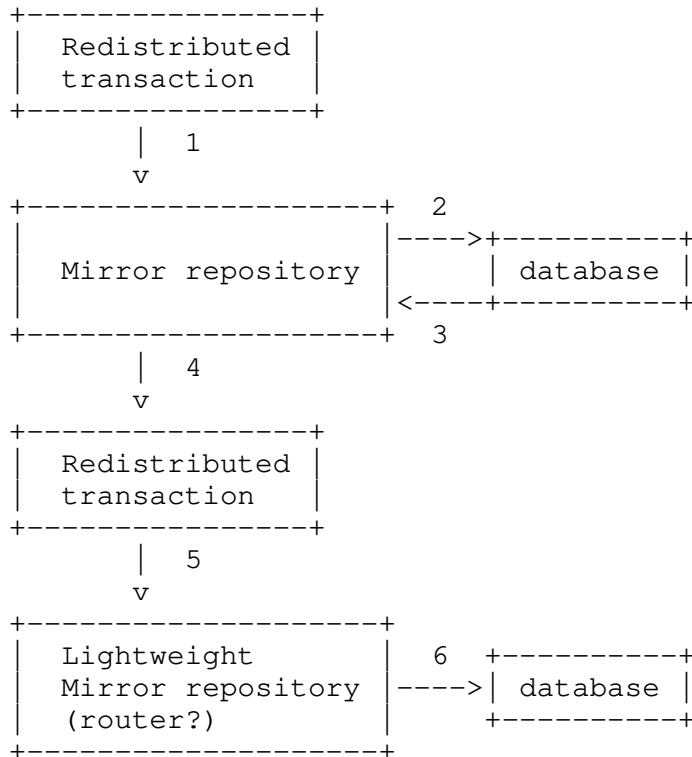 Redistributed
transaction
1
2
Mirror repository
database
3
4
Redistributed
transaction
5
Lightweight
6
Mirror repository
database
(router?)